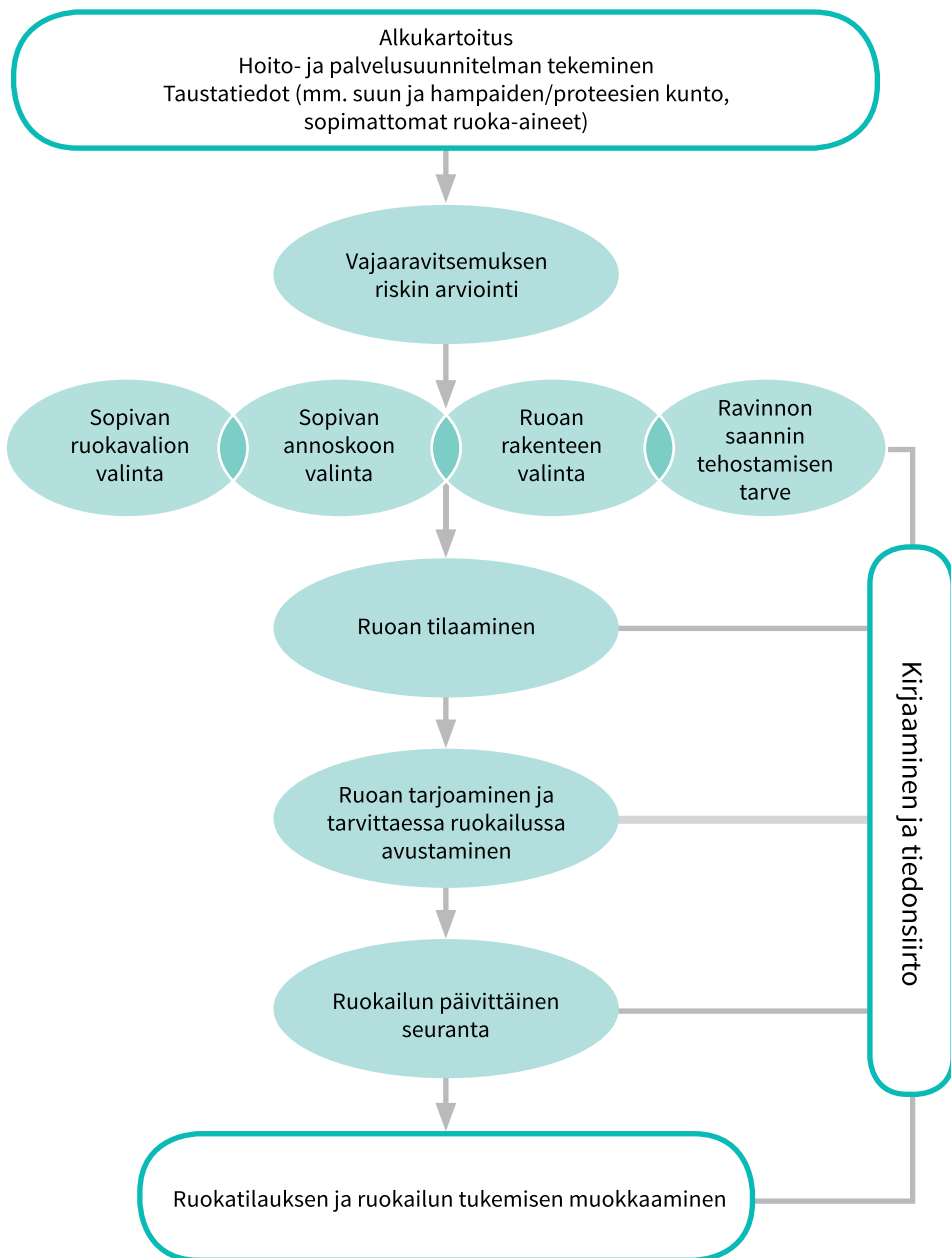 Alkukartoitus
Hoito- ja palvelusuunnitelman tekeminen
Taustatiedot (mm. suun ja hampaiden/proteesien kunto,
sopimattomat ruoka-aineet)
Vajaaravitsemuksen
riskin arviointi
Sopivan
ruokavalion
valinta
Sopivan
annoskoon
valinta
Ruoan
rakenteen
valinta
Ravinnon
saannin
tehostamisen
tarve
Ruoan tilaaminen
Ruoan tarjoaminen ja
tarvittaessa ruokailussa
avustaminen
Ruokailun päivittäinen
seuranta
Ruokatilauksen ja ruokailun tukemisen muokkaaminen
Kirjaaminen ja tiedonsiirto